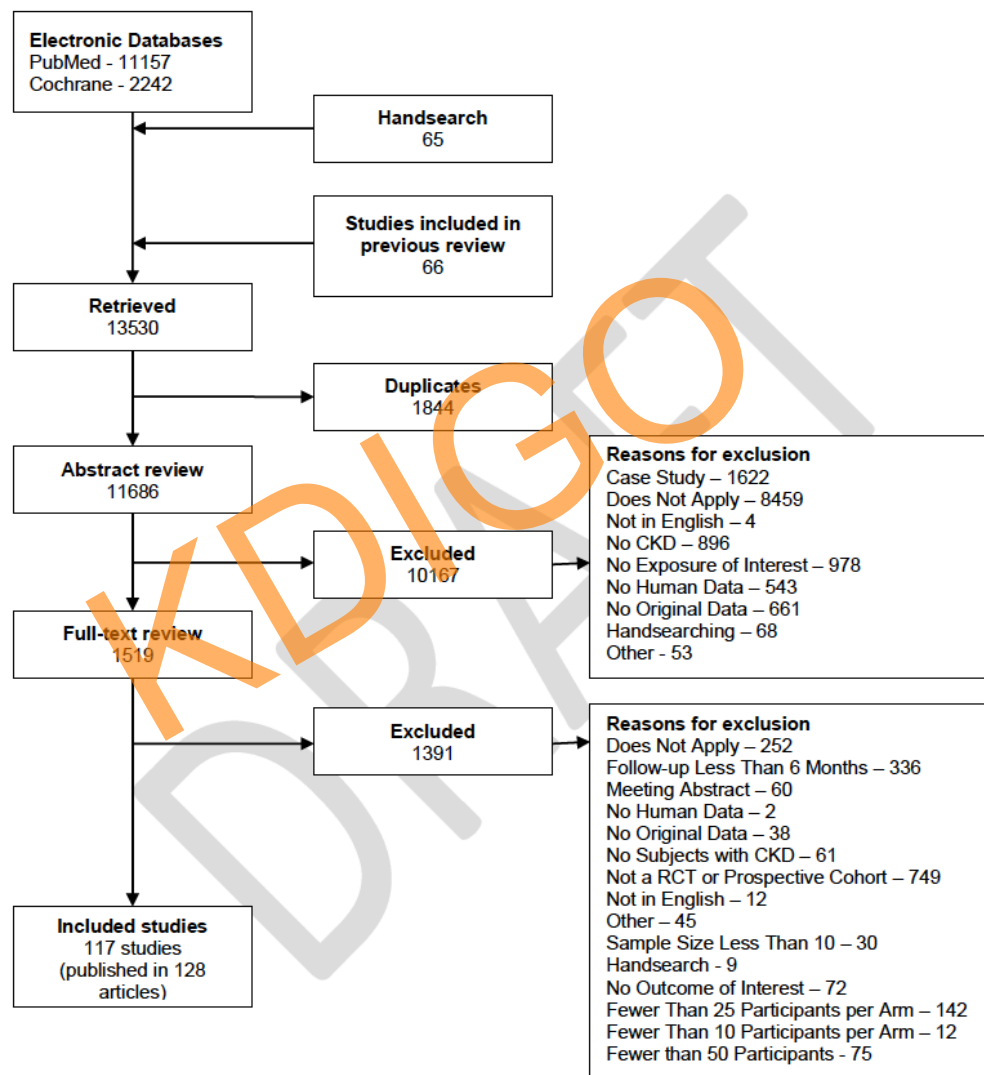 Electronic Databases
PubMed - 11157
Cochrane - 2242
Handsearch
65
Studies included in
previous review
66
Retrieved
13530
Duplicates
1844
Abstract review
11686
Reasons for exclusion
Case Study – 1622
Does Not Apply – 8459
Not in English – 4
No CKD – 896
No Exposure of Interest – 978
No Human Data – 543
No Original Data – 661
Handsearching – 68
Other - 53
Excluded
10167
Full-text review
1519
Excluded
1391
Reasons for exclusion
Does Not Apply – 252
Follow-up Less Than 6 Months – 336
Meeting Abstract – 60
No Human Data – 2
No Original Data – 38
No Subjects with CKD – 61
Not a RCT or Prospective Cohort – 749
Not in English – 12
Other – 45
Sample Size Less Than 10 – 30
Handsearch - 9
No Outcome of Interest – 72
Fewer Than 25 Participants per Arm – 142
Fewer Than 10 Participants per Arm – 12
Fewer than 50 Participants - 75
Included studies
117 studies
(published in 128
articles)
KDIGO
DRAFT